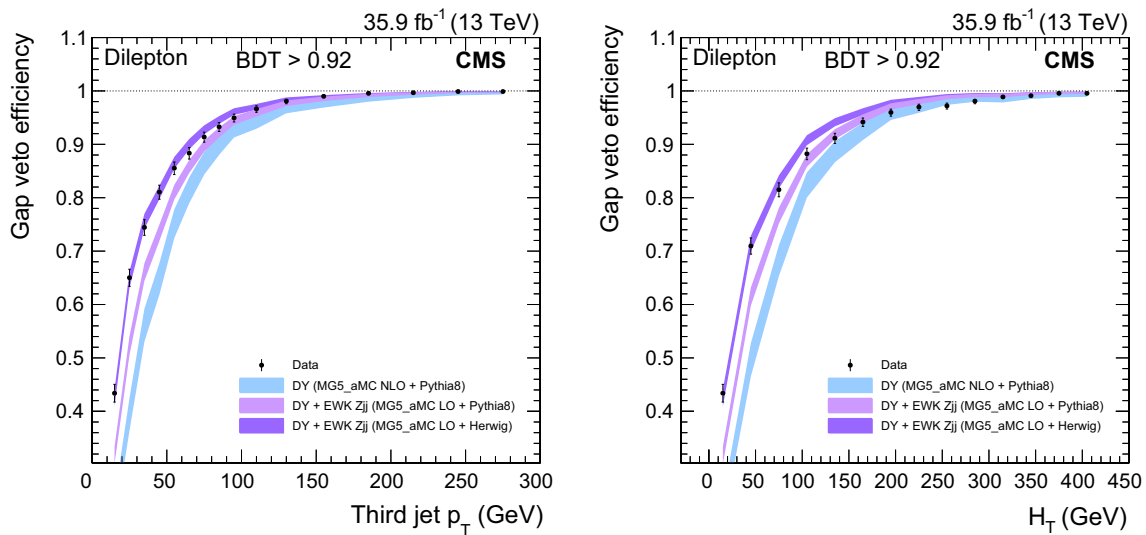 35.9 fb⁻¹ (13 TeV)
Dilepton BDT > 0.92 CMS
Gap veto efficiency
1.1
1
0.9
0.8
0.7
0.6
0.5
0.4
Data
DY (MG5_aMC NLO + Pythia8)
DY + EWK Zjj (MG5_aMC LO + Pythia8)
DY + EWK Zjj (MG5_aMC LO + Herwig)
0 50 100 150 200 250 300
Third jet p_T (GeV)
35.9 fb⁻¹ (13 TeV)
Dilepton BDT > 0.92 CMS
Gap veto efficiency
1.1
1
0.9
0.8
0.7
0.6
0.5
0.4
Data
DY (MG5_aMC NLO + Pythia8)
DY + EWK Zjj (MG5_aMC LO + Pythia8)
DY + EWK Zjj (MG5_aMC LO + Herwig)
0 50 100 150 200 250 300 350 400 450
H_T (GeV)